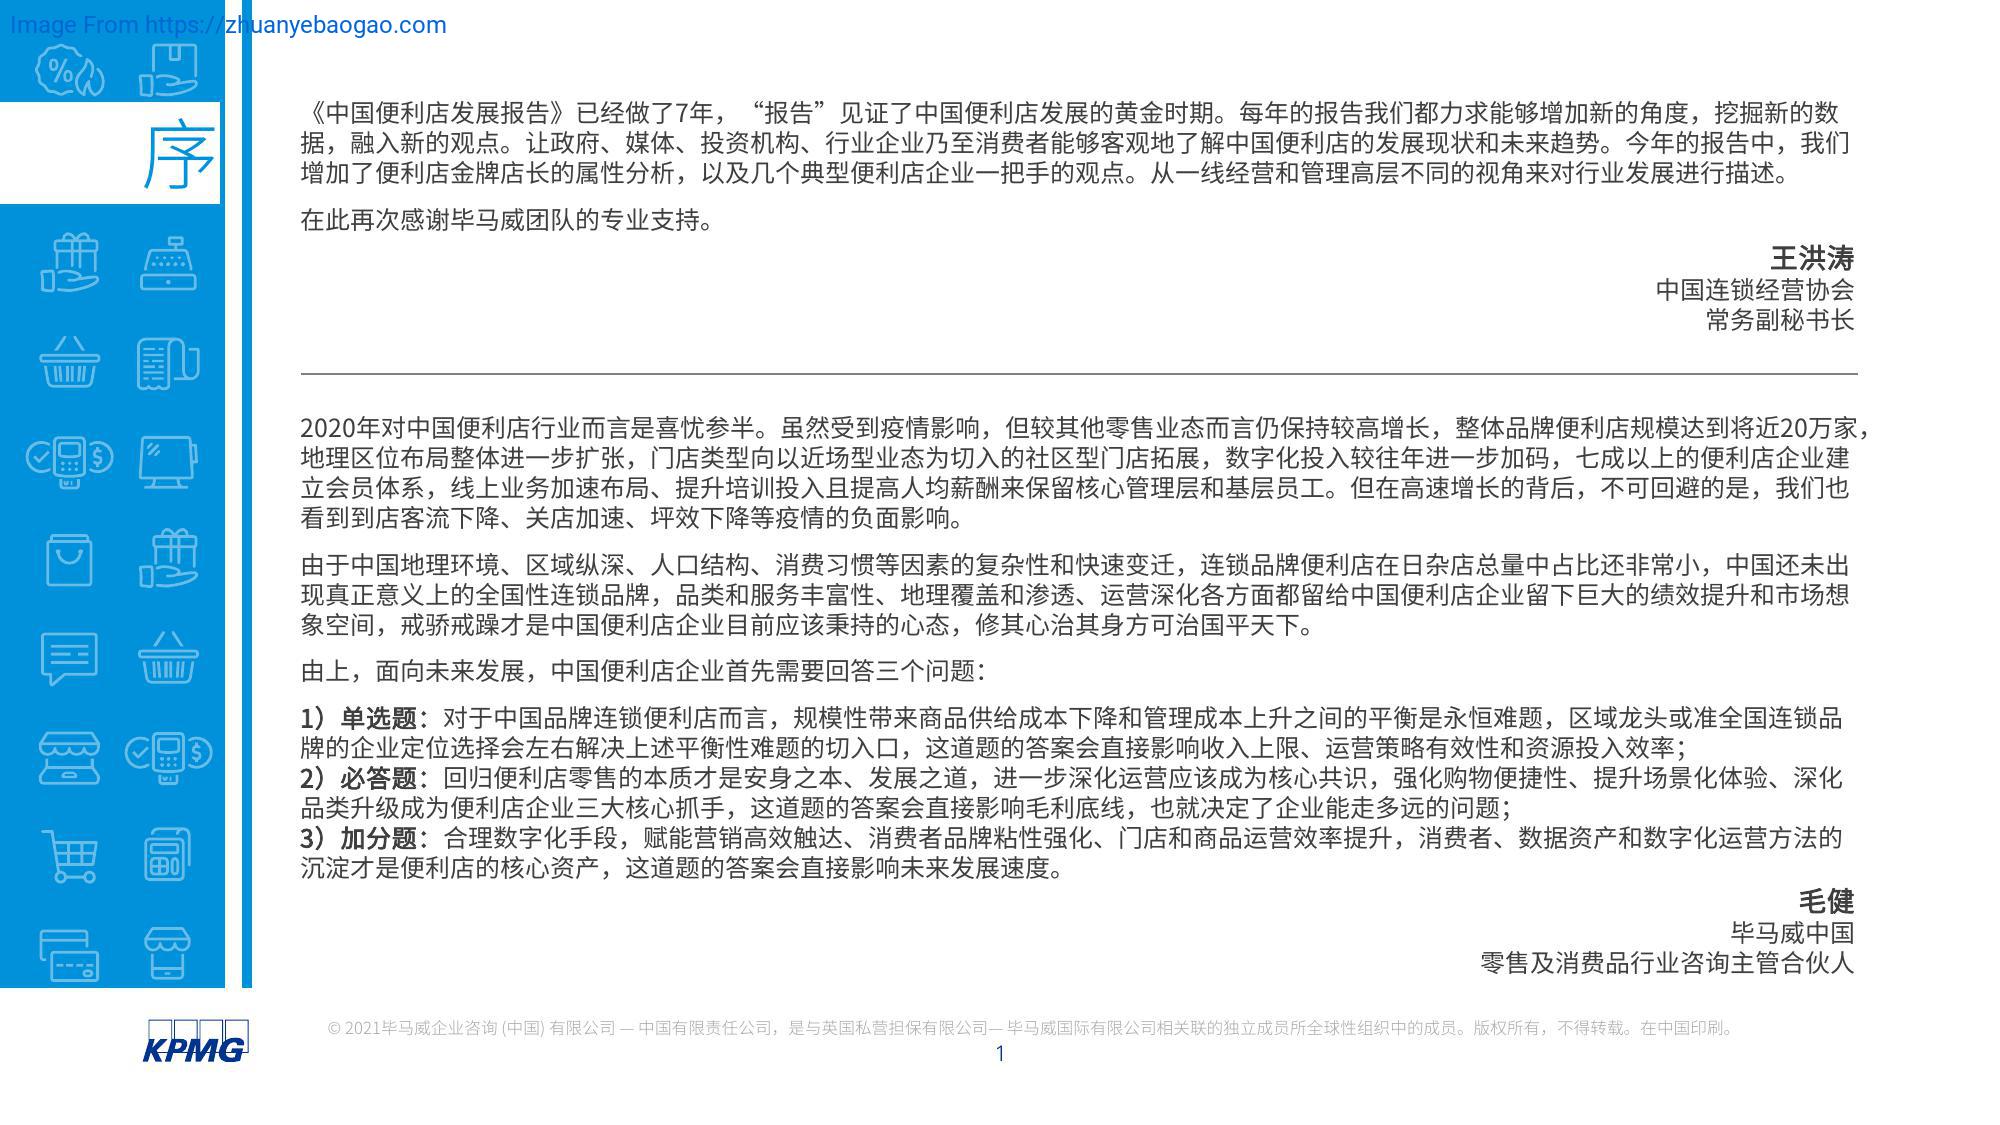 Image From https://zhuanyebaogao.com
序
《中国便利店发展报告》已经做了7年，“报告”见证了中国便利店发展的黄金时期。每年的报告我们都力求能够增加新的角度，挖掘新的数
据，融入新的观点。让政府、媒体、投资机构、行业企业乃至消费者能够客观地了解中国便利店的发展现状和未来趋势。今年的报告中，我们
增加了便利店金牌店长的属性分析，以及几个典型便利店企业一把手的观点。从一线经营和管理高层不同的视角来对行业发展进行描述。
在此再次感谢毕马威团队的专业支持。
王洪涛
中国连锁经营协会
常务副秘书长
2020年对中国便利店行业而言是喜忧参半。虽然受到疫情影响，但较其他零售业态而言仍保持较高增长，整体品牌便利店规模达到将近20万家，
地理区位布局整体进一步扩张，门店类型向以近场型业态为切入的社区型门店拓展，数字化投入较往年进一步加码，七成以上的便利店企业建
立会员体系，线上业务加速布局、提升培训投入且提高人均薪酬来保留核心管理层和基层员工。但在高速增长的背后，不可回避的是，我们也
看到到店客流下降、关店加速、坪效下降等疫情的负面影响。
由于中国地理环境、区域纵深、人口结构、消费习惯等因素的复杂性和快速变迁，连锁品牌便利店在日杂店总量中占比还非常小，中国还未出
现真正意义上的全国性连锁品牌，品类和服务丰富性、地理覆盖和渗透、运营深化各方面都留给中国便利店企业留下巨大的绩效提升和市场想
象空间，戒骄戒躁才是中国便利店企业目前应该秉持的心态，修其心治其身方可治国平天下。
由上，面向未来发展，中国便利店企业首先需要回答三个问题：
1）单选题：对于中国品牌连锁便利店而言，规模性带来商品供给成本下降和管理成本上升之间的平衡是永恒难题，区域龙头或准全国连锁品
牌的企业定位选择会左右解决上述平衡性难题的切入口，这道题的答案会直接影响收入上限、运营策略有效性和资源投入效率；
2）必答题：回归便利店零售的本质才是安身之本、发展之道，进一步深化运营应该成为核心共识，强化购物便捷性、提升场景化体验、深化
品类升级成为便利店企业三大核心抓手，这道题的答案会直接影响毛利底线，也就决定了企业能走多远的问题；
3）加分题：合理数字化手段，赋能营销高效触达、消费者品牌粘性强化、门店和商品运营效率提升，消费者、数据资产和数字化运营方法的
沉淀才是便利店的核心资产，这道题的答案会直接影响未来发展速度。
毛健
毕马威中国
零售及消费品行业咨询主管合伙人
KPMG
© 2021毕马威企业咨询 (中国) 有限公司 — 中国有限责任公司，是与英国私营担保有限公司— 毕马威国际有限公司相关联的独立成员所全球性组织中的成员。版权所有，不得转载。在中国印刷。
1